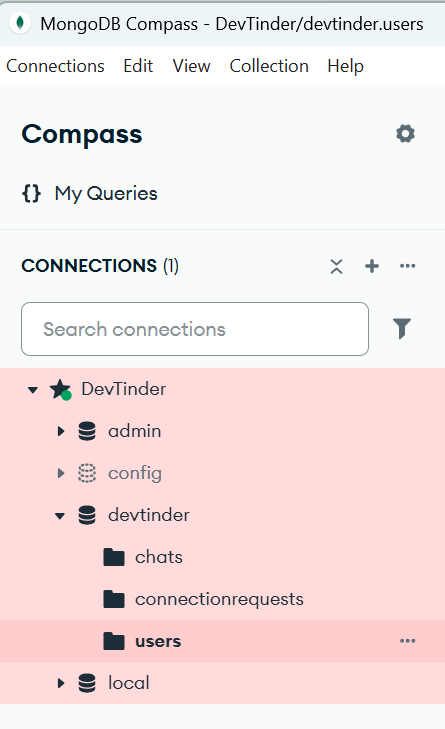 MongoDB Compass - DevTinder/devtinder.users
Connections Edit View Collection Help
Compass
{} My Queries
CONNECTIONS (1)
Search connections
DevTinder
admin
config
devtinder
chats
connectionrequests
users
local